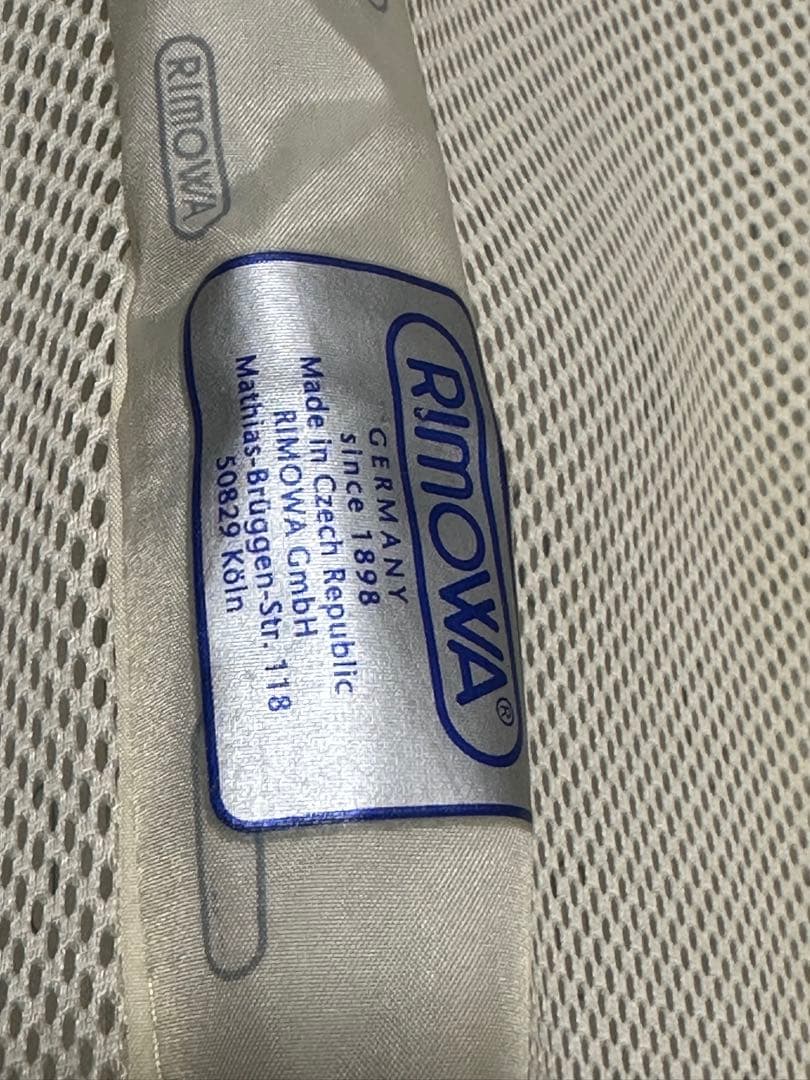 RIMOWA
RIMOWA®
GERMANY
since 1898
Made in Czech Republic
RIMOWA GmbH
Mathias-Brüggen-Str. 118
50829 Köln